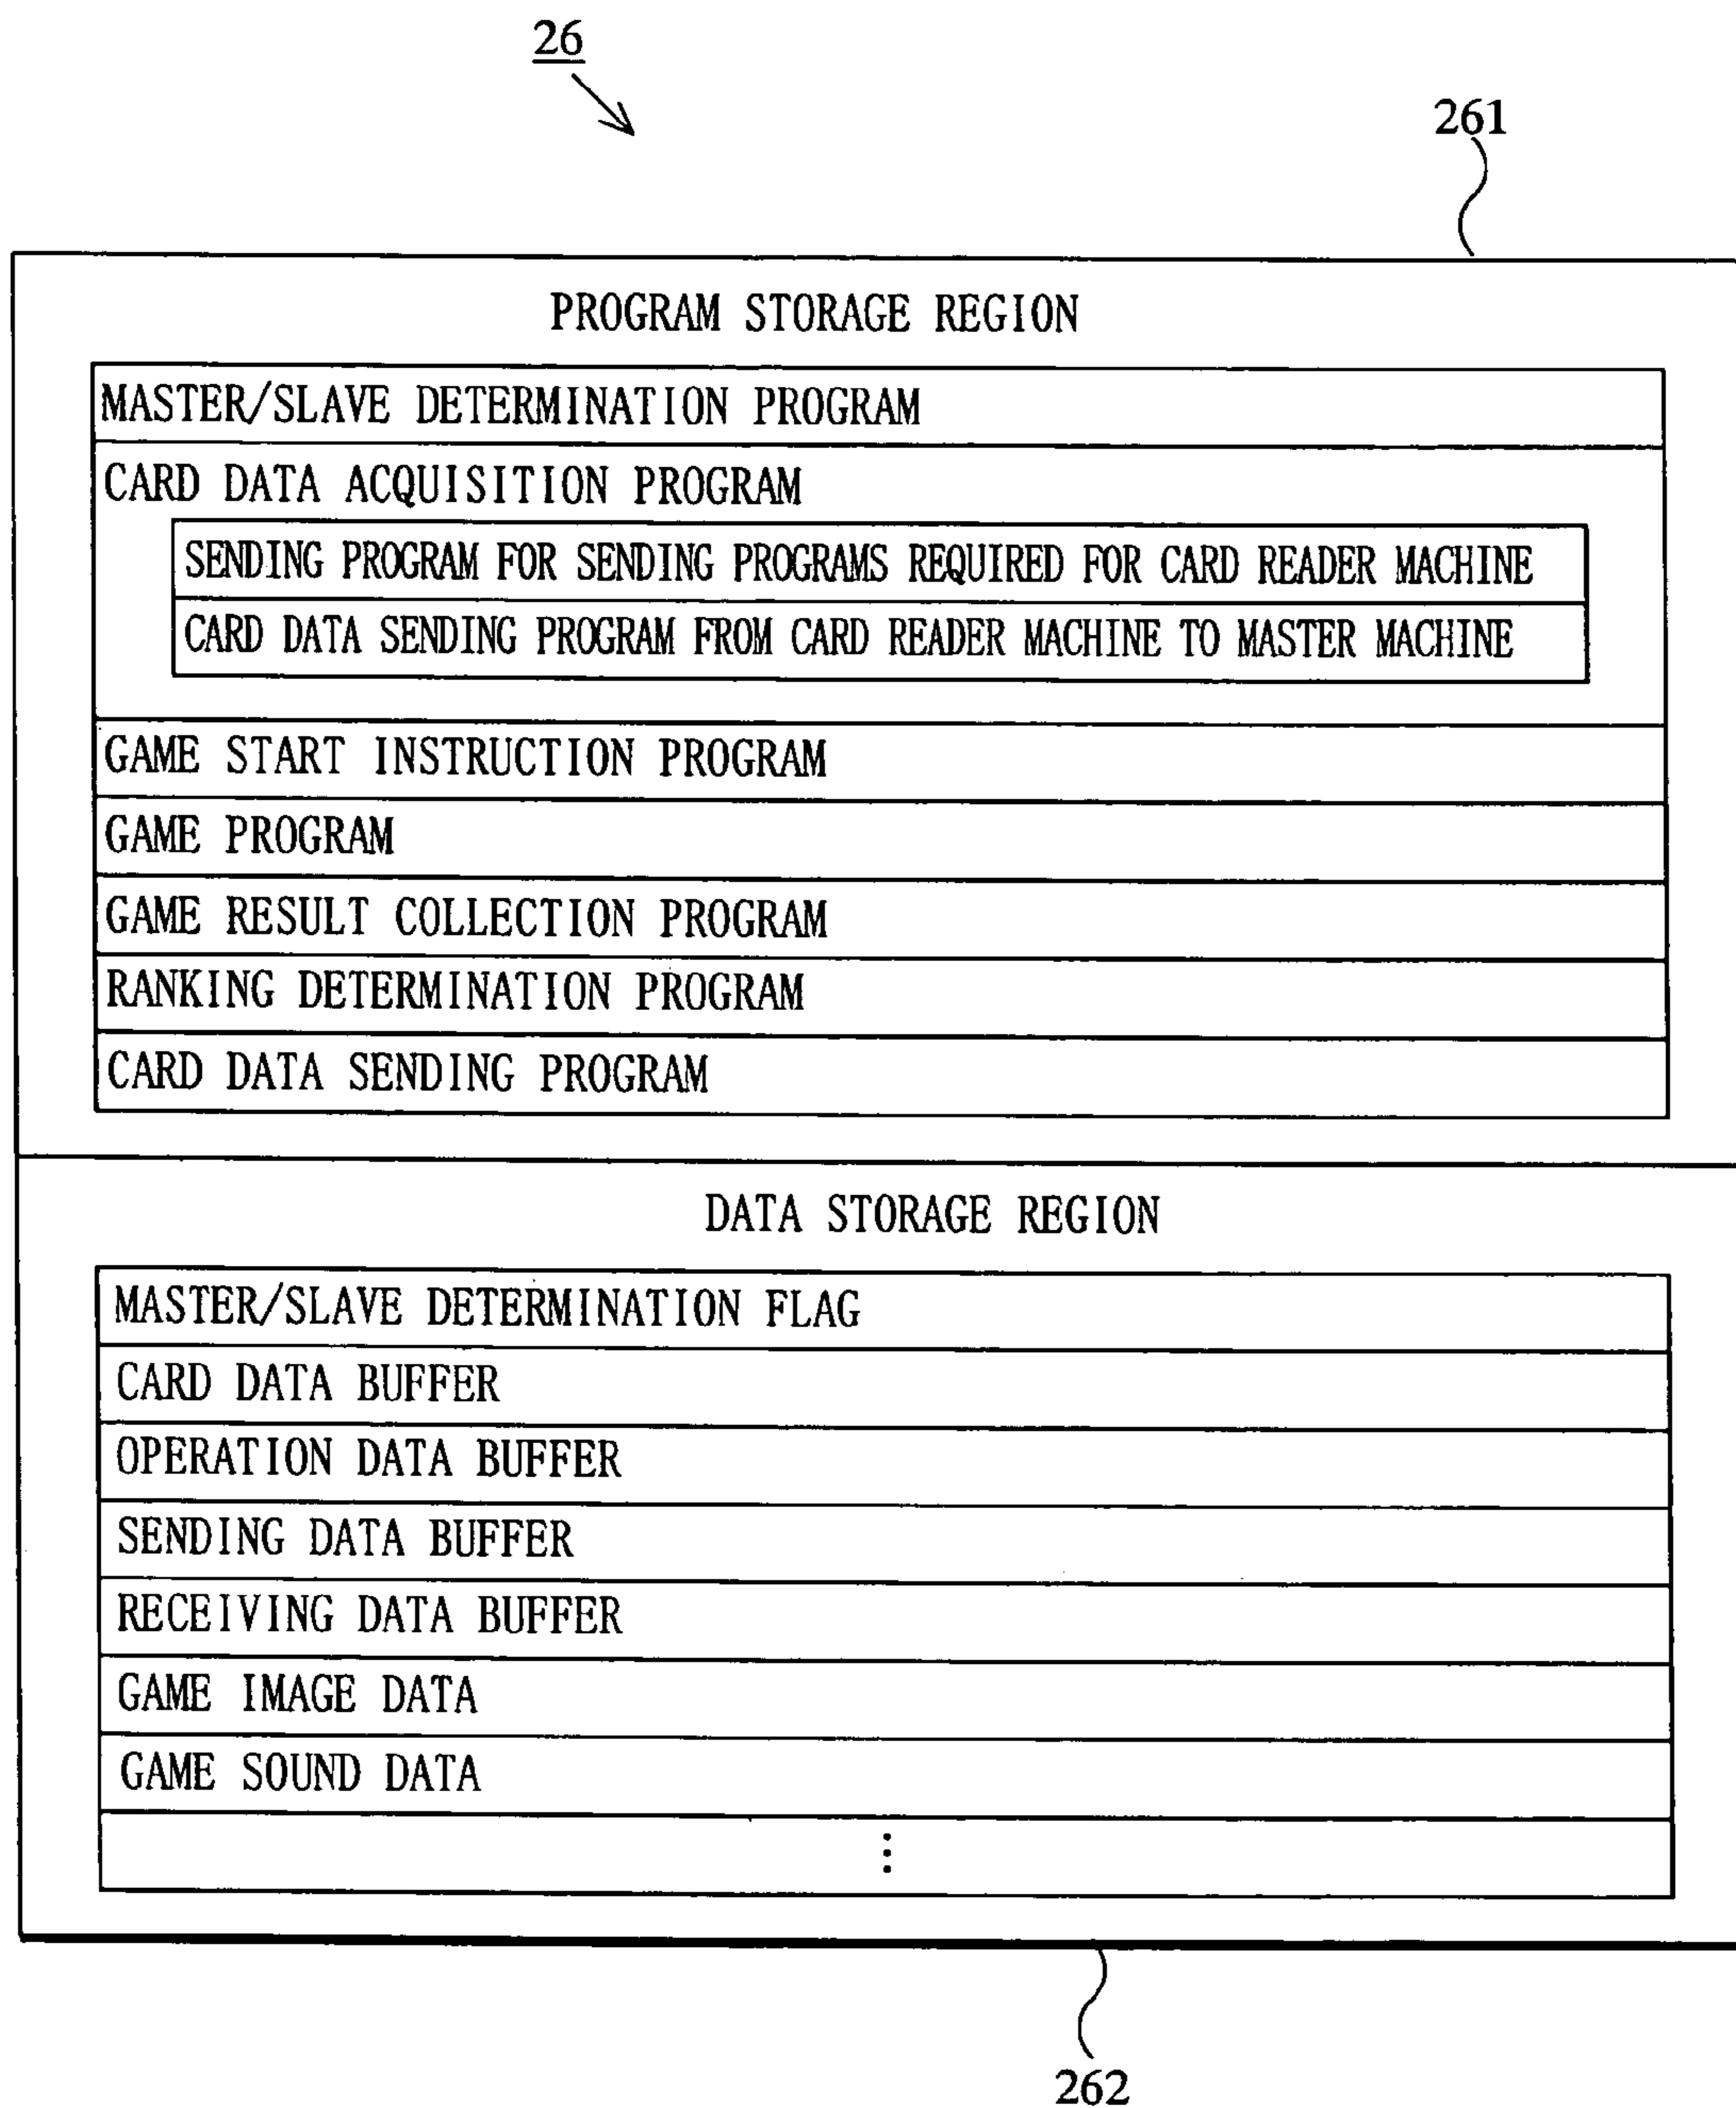 26
261
PROGRAM STORAGE REGION
MASTER/SLAVE DETERMINATION PROGRAM
CARD DATA ACQUISITION PROGRAM
SENDING PROGRAM FOR SENDING PROGRAMS REQUIRED FOR CARD READER MACHINE
CARD DATA SENDING PROGRAM FROM CARD READER MACHINE TO MASTER MACHINE
GAME START INSTRUCTION PROGRAM
GAME PROGRAM
GAME RESULT COLLECTION PROGRAM
RANKING DETERMINATION PROGRAM
CARD DATA SENDING PROGRAM
DATA STORAGE REGION
MASTER/SLAVE DETERMINATION FLAG
CARD DATA BUFFER
OPERATION DATA BUFFER
SENDING DATA BUFFER
RECEIVING DATA BUFFER
GAME IMAGE DATA
GAME SOUND DATA
⋮
262